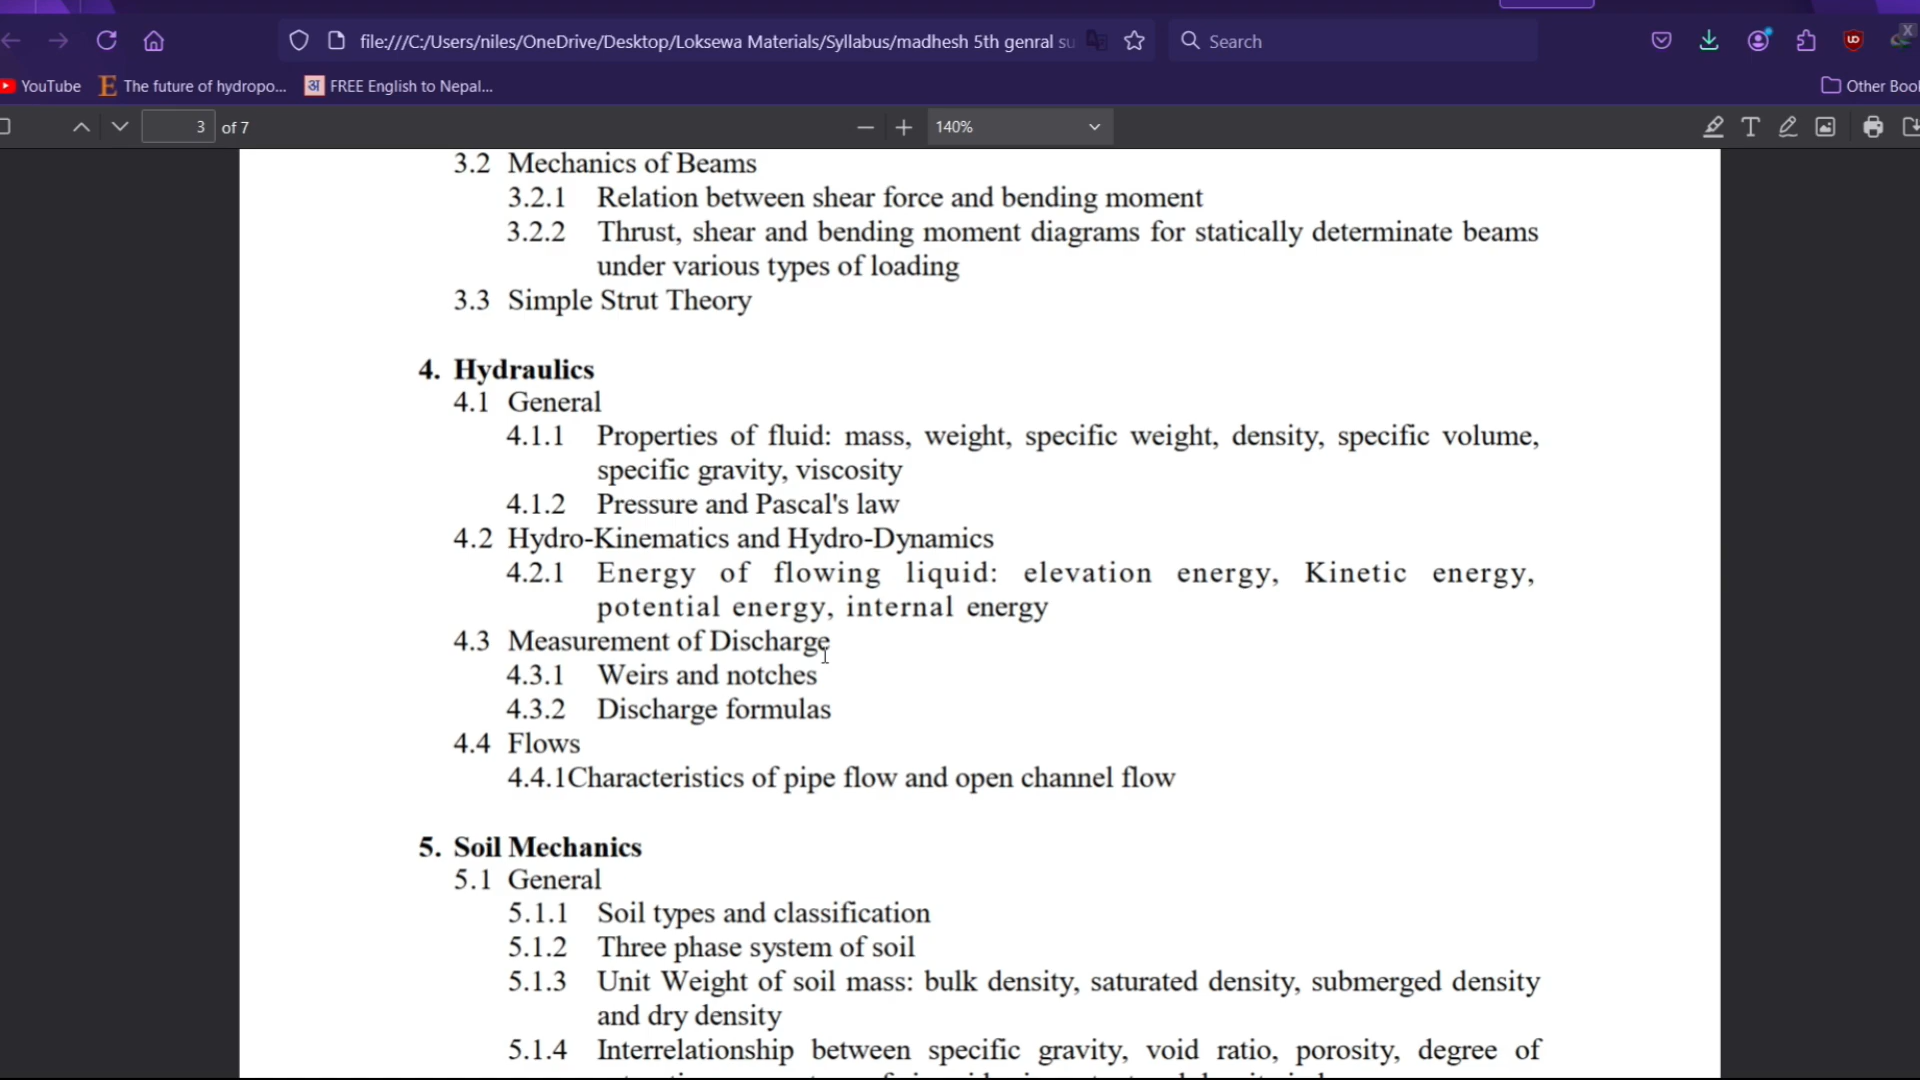 file:///C:/Users/niles/OneDrive/Desktop/Loksewa Materials/Syllabus/madhesh 5th genral su
Search
YouTube
The future of hydropo...
FREE English to Nepal...
Other Book
3 of 7
140%
3.2 Mechanics of Beams
3.2.1 Relation between shear force and bending moment
3.2.2 Thrust, shear and bending moment diagrams for statically determinate beams
under various types of loading
3.3 Simple Strut Theory
4. Hydraulics
4.1 General
4.1.1 Properties of fluid: mass, weight, specific weight, density, specific volume,
specific gravity, viscosity
4.1.2 Pressure and Pascal's law
4.2 Hydro-Kinematics and Hydro-Dynamics
4.2.1 Energy of flowing liquid: elevation energy, Kinetic energy,
potential energy, internal energy
4.3 Measurement of Discharge
4.3.1 Weirs and notches
4.3.2 Discharge formulas
4.4 Flows
4.4.1Characteristics of pipe flow and open channel flow
5. Soil Mechanics
5.1 General
5.1.1 Soil types and classification
5.1.2 Three phase system of soil
5.1.3 Unit Weight of soil mass: bulk density, saturated density, submerged density
and dry density
5.1.4 Interrelationship between specific gravity, void ratio, porosity, degree of